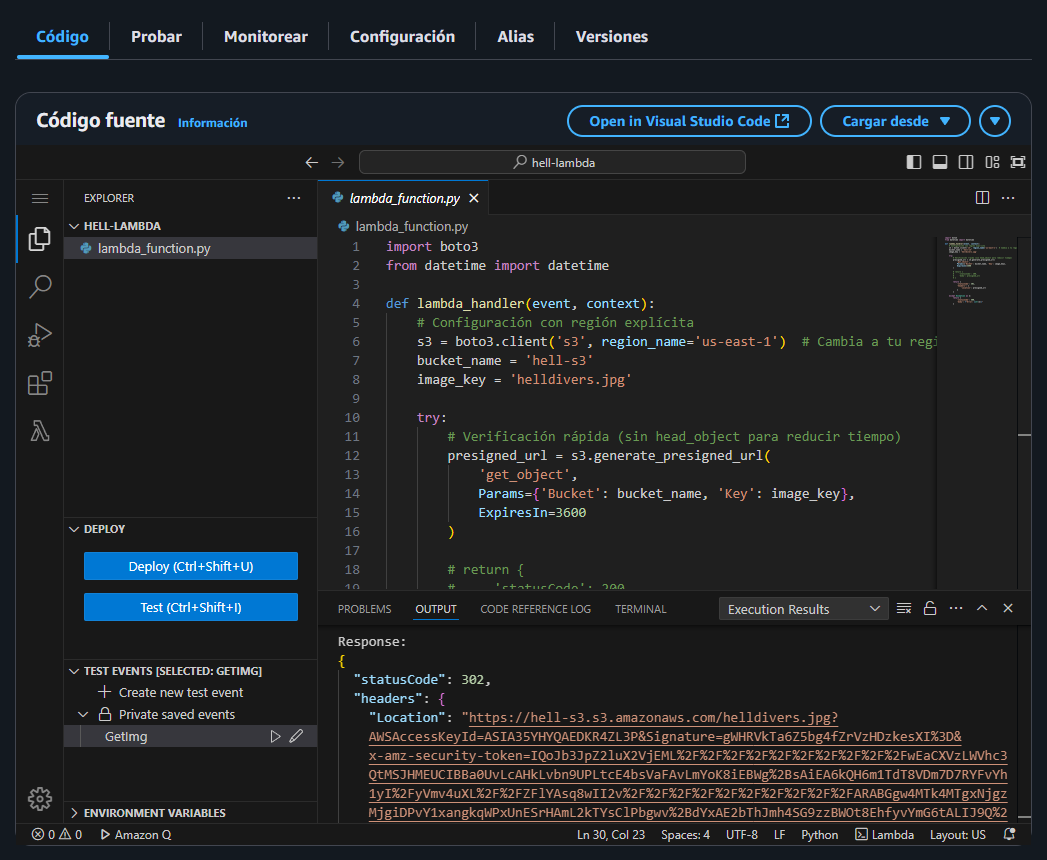 Código Probar Monitorear Configuración Alias Versiones
Código fuente Información Open in Visual Studio Code Cargar desde
hell-lambda
EXPLORER
HELL-LAMBDA
lambda_function.py
DEPLOY
Deploy (Ctrl+Shift+U)
Test (Ctrl+Shift+I)
TEST EVENTS [SELECTED: GETIMG]
Create new test event
Private saved events
GetImg
ENVIRONMENT VARIABLES
lambda_function.py
lambda_function.py
1 import boto3
2 from datetime import datetime
3
4 def lambda_handler(event, context):
5 # Configuración con región explícita
6 s3 = boto3.client('s3', region_name='us-east-1') # Cambia a tu regi
7 bucket_name = 'hell-s3'
8 image_key = 'helldivers.jpg'
9
10 try:
11 # Verificación rápida (sin head_object para reducir tiempo)
12 presigned_url = s3.generate_presigned_url(
13 'get_object',
14 Params={'Bucket': bucket_name, 'Key': image_key},
15 ExpiresIn=3600
16 )
17
18 # return {
19 # 'statusCode': 200
PROBLEMS OUTPUT CODE REFERENCE LOG TERMINAL Execution Results
Response:
{
"statusCode": 302,
"headers": {
"Location": "https://hell-s3.s3.amazonaws.com/helldivers.jpg?
AWSAccessKeyId=ASIA35YHYQAEDKR4ZL3P&Signature=gWHRVkTa6Z5bg4fZrVzHDzkesXI%3D&
x-amz-security-token=IQoJb3JpZ2luX2VjEML%2F%2F%2F%2F%2F%2F%2F%2F%2F%2FwEaCXVzLWVhc3
QtMSJHMEUCIBBa0UvLcAHkLvbn9UPLtcE4bsVaFAvLmYoK8iEBWg%2BsAiEA6kQH6m1TdT8VDm7D7RYFvYh
1yI%2FyVmv4uXL%2F%2FZFlYAsq8wII2v%2F%2F%2F%2F%2F%2F%2F%2F%2F%2FARABGgw4MTk4MTgxNjgz
MjgiDPvY1xangkqWPxUnESrHAmL2kTYsClPbgwv%2BdYxAE2bThJmh4SG9zzBWOt8EhfyvYmG6tALIJ9Q%2
0 0 Amazon Q Ln 30, Col 23 Spaces: 4 UTF-8 LF Python Lambda Layout: US